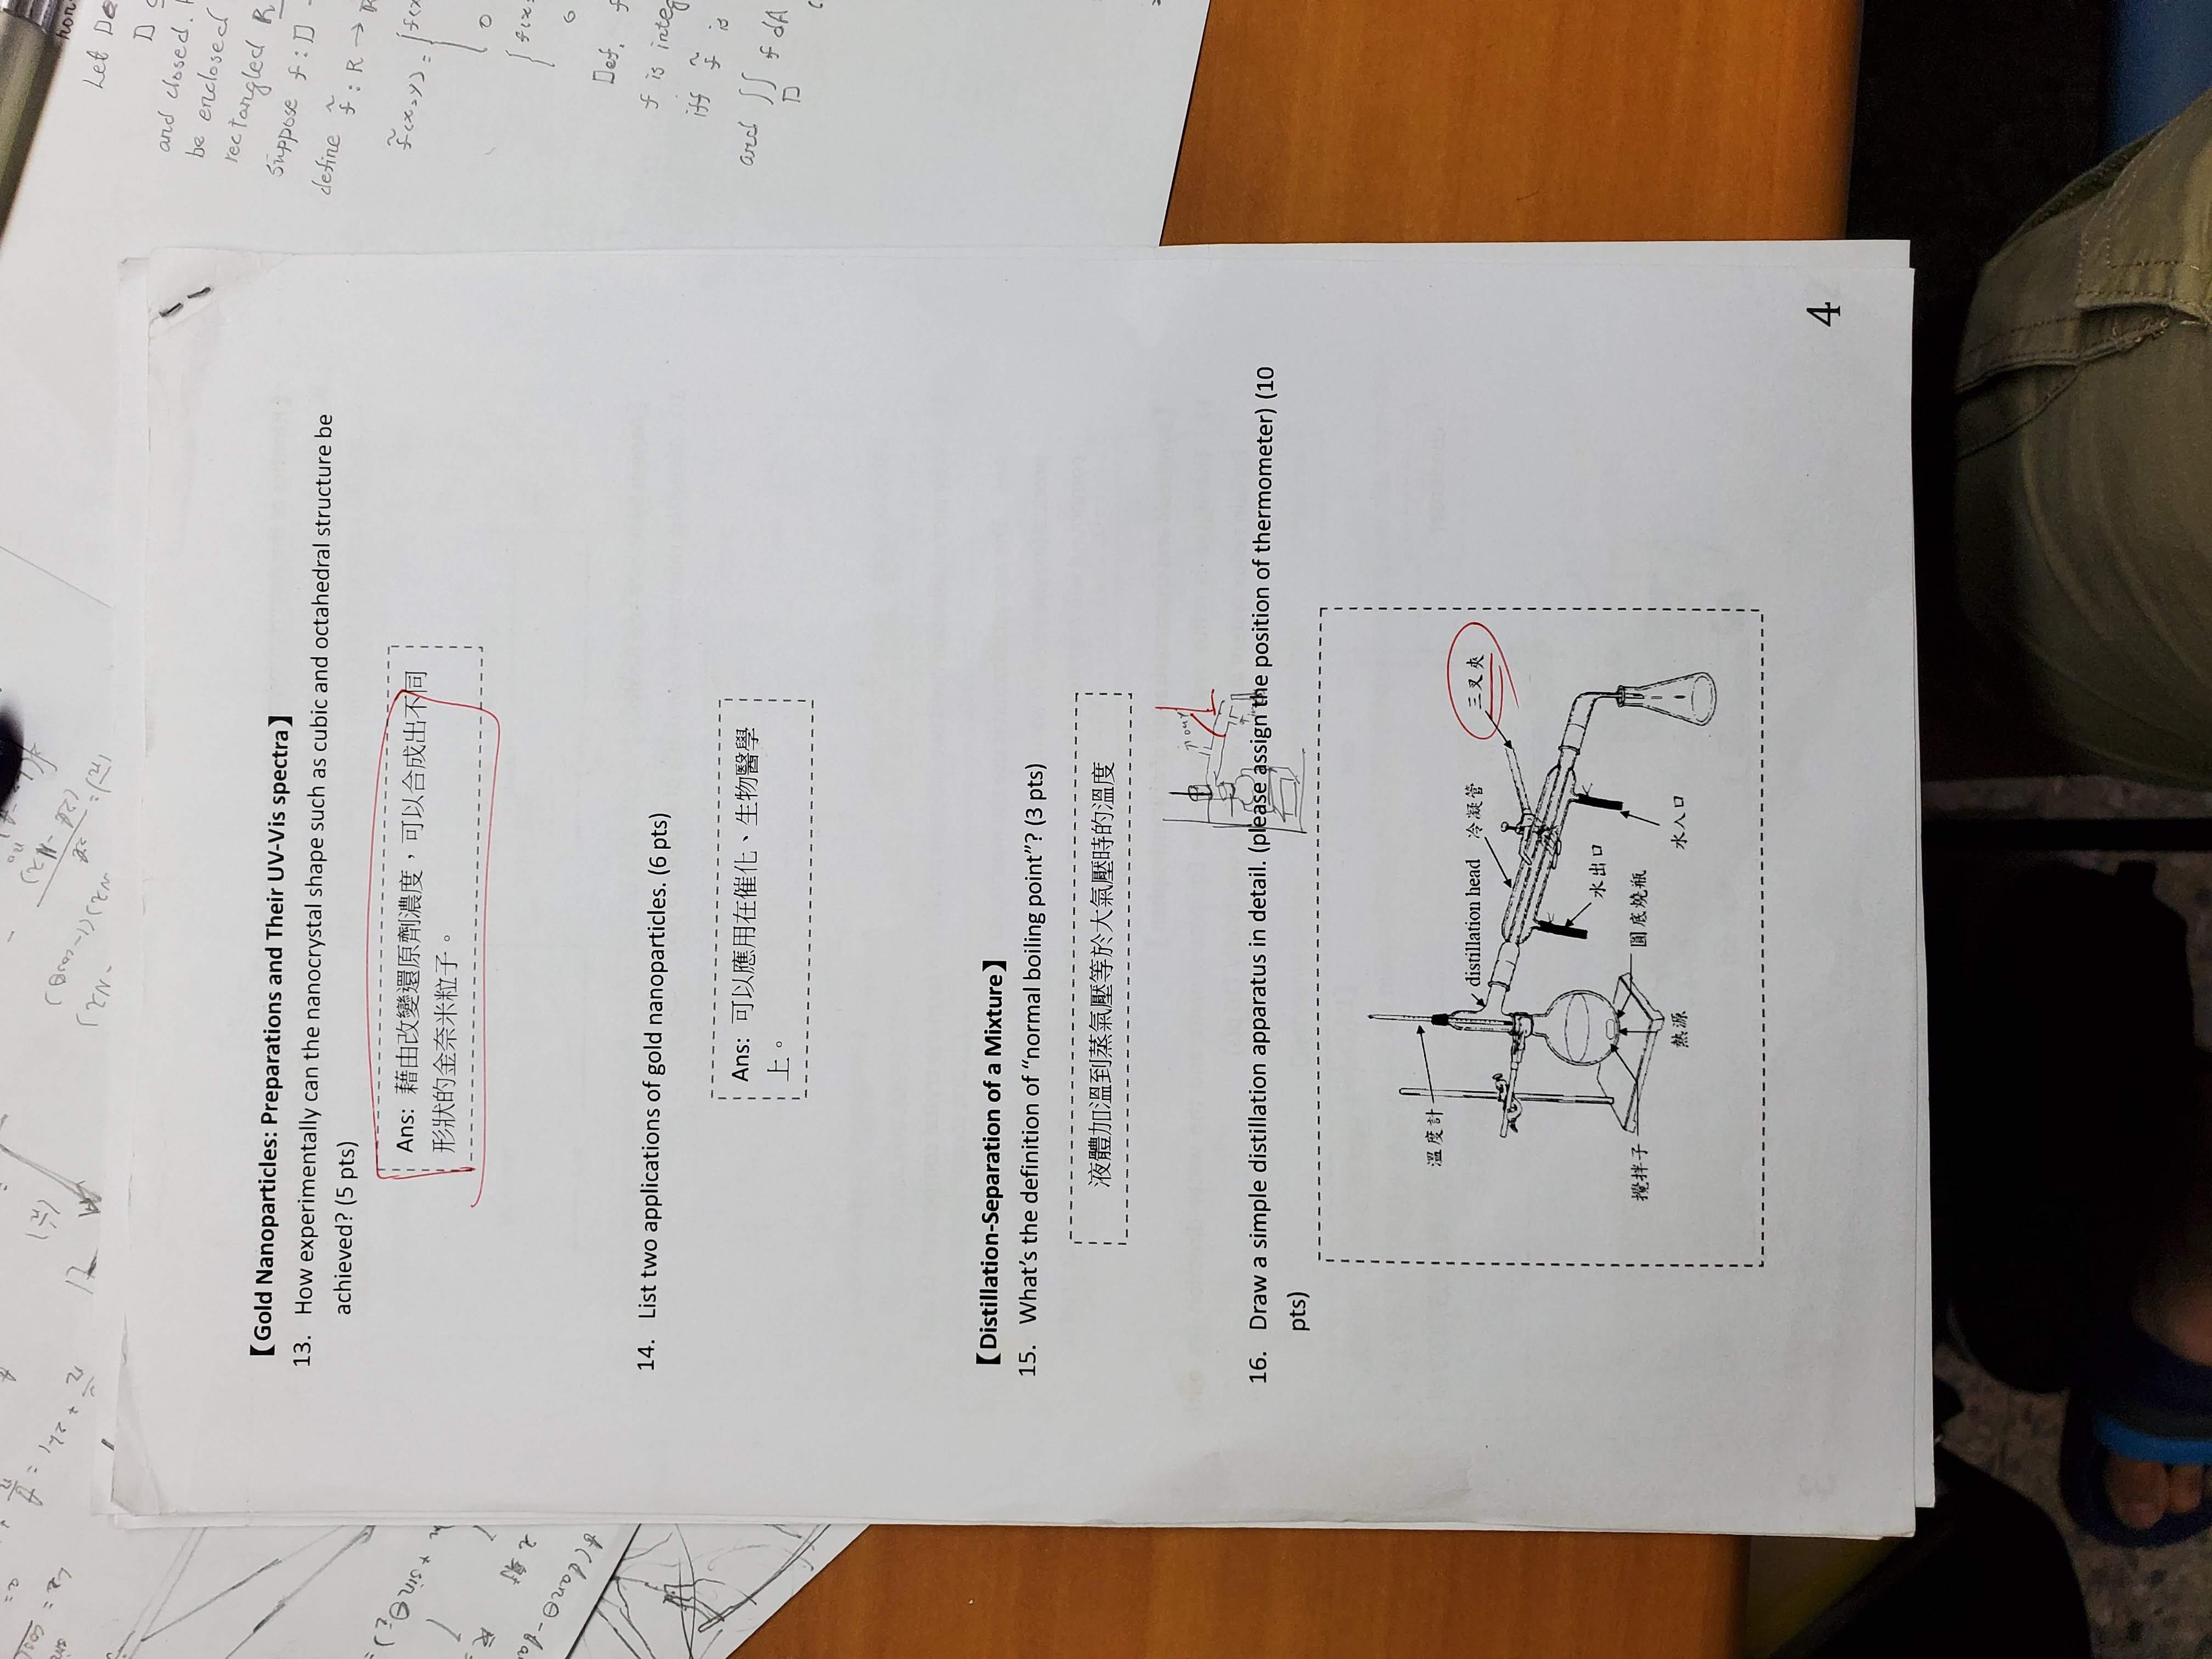 Let
and closed.
be enclosed
rectangled R
Suppose f : D
define f̃ : R →
f̃(x,y) =
0
Def. f
iff f̃ is
and ∬ f dA
D
【Gold Nanoparticles: Preparations and Their UV-Vis spectra】
13. How experimentally can the nanocrystal shape such as cubic and octahedral structure be
achieved? (5 pts)
Ans: 藉由改變還原劑濃度，可以合成出不同
形狀的金奈米粒子。
14. List two applications of gold nanoparticles. (6 pts)
Ans: 可以應用在催化、生物醫學
上。
【Distillation-Separation of a Mixture】
15. What's the definition of “normal boiling point”? (3 pts)
液體加溫到蒸氣壓等於大氣壓時的溫度
out
16. Draw a simple distillation apparatus in detail. (please assign the position of thermometer) (10
pts)
溫度計
distillation head 冷凝管 三叉夾
水出口
攪拌子 圓底燒瓶
熱源 水入口
4